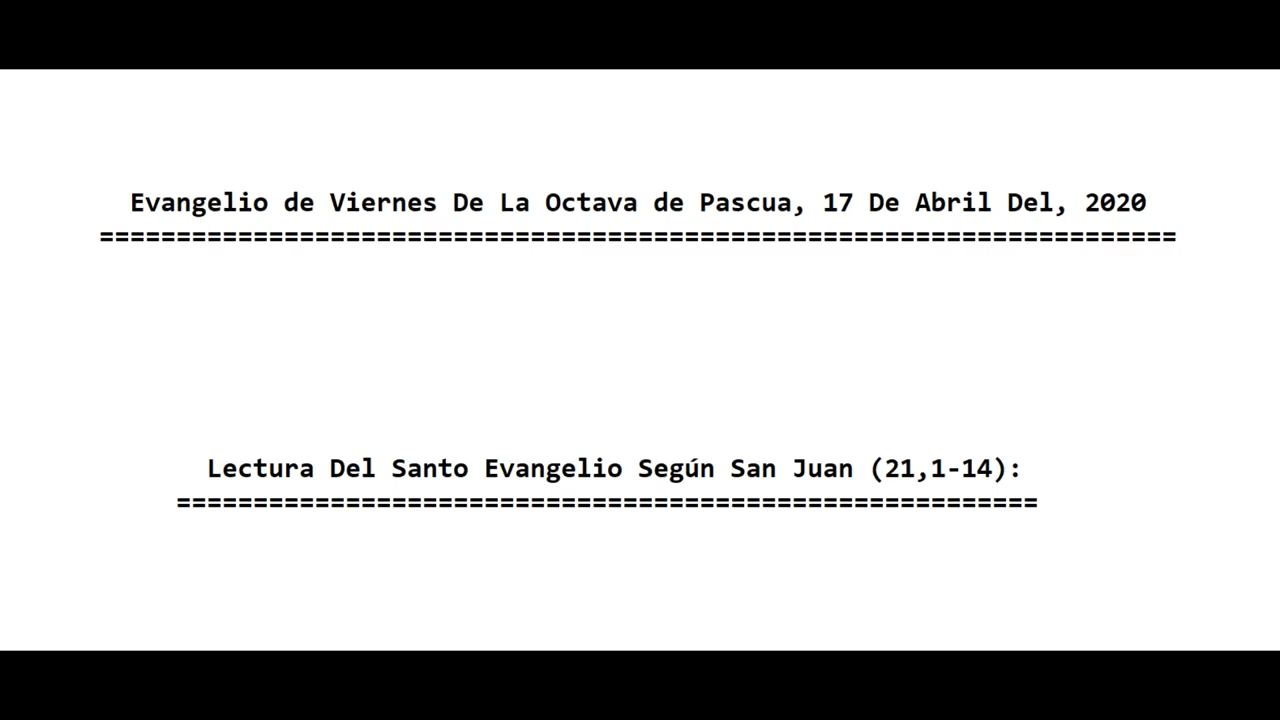 Evangelio de Viernes De La Octava de Pascua, 17 De Abril Del, 2020
======================================================================
Lectura Del Santo Evangelio Según San Juan (21,1-14):
========================================================